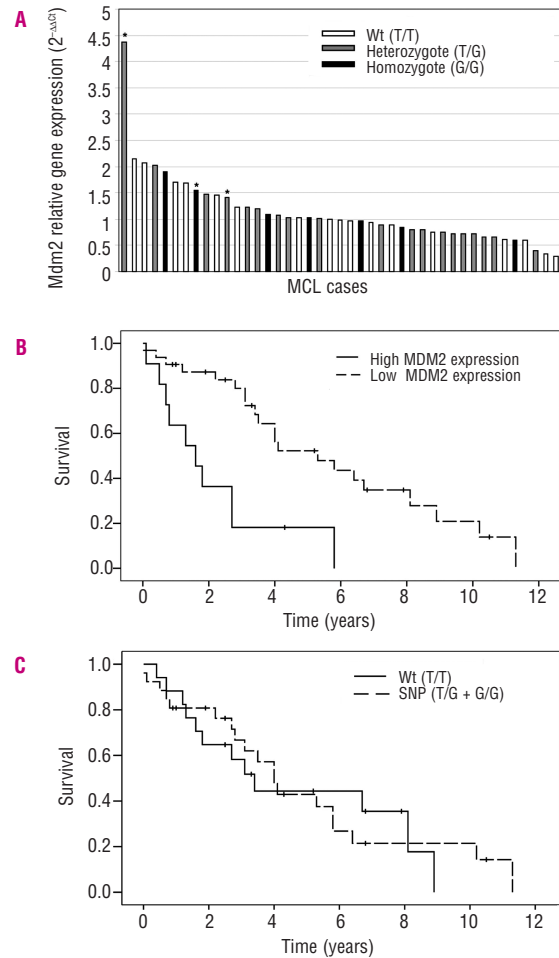 A
Mdm2 relative gene expression (2-ΔΔCt)
5
4.5
4
3.5
3
2.5
2
1.5
1
0.5
0
Wt (T/T)
Heterozygote (T/G)
Homozygote (G/G)
*
*
*
MCL cases
B
Survival
1.0
0.8
0.6
0.4
0.2
0.0
High MDM2 expression
Low MDM2 expression
0 2 4 6 8 10 12
Time (years)
C
Survival
1.0
0.8
0.6
0.4
0.2
0.0
Wt (T/T)
SNP (T/G + G/G)
0 2 4 6 8 10 12
Time (years)